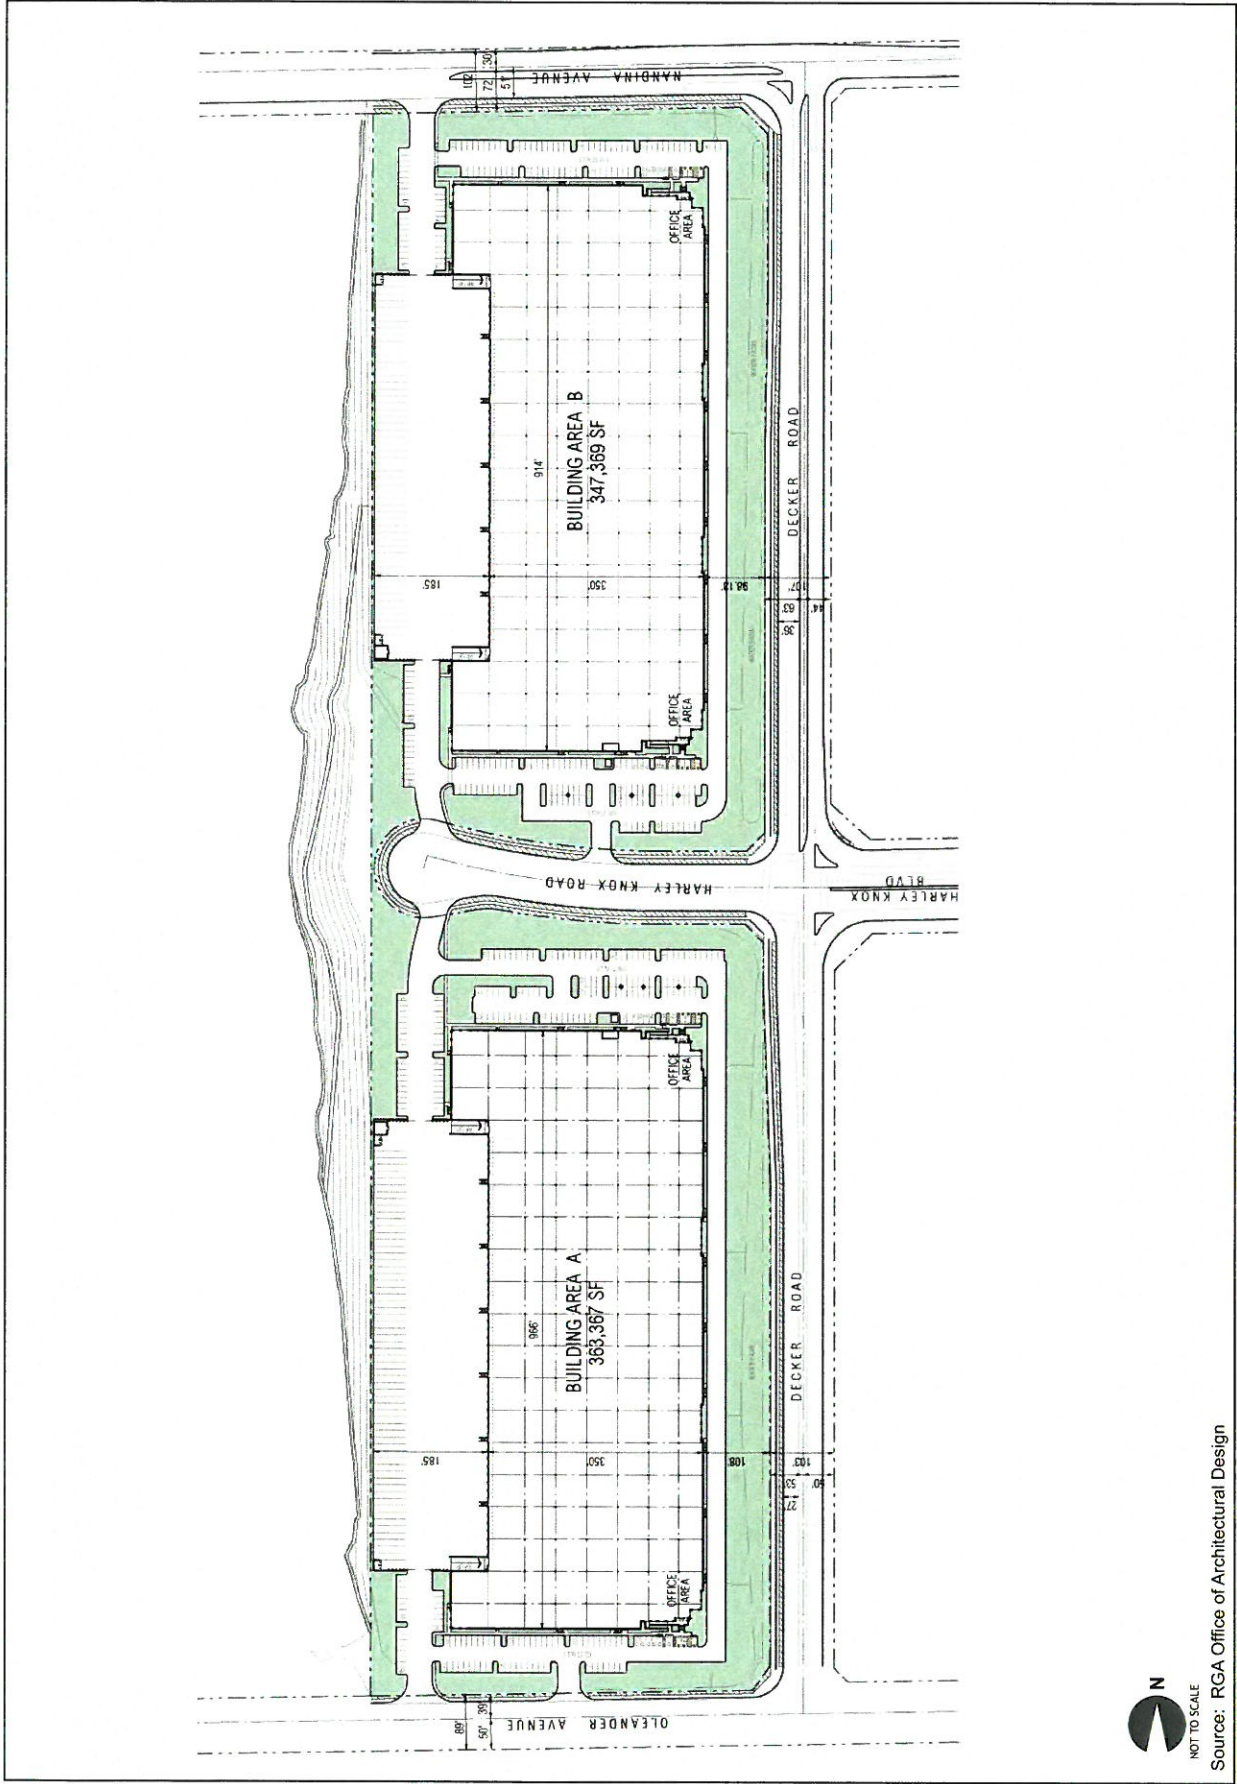 102'
72'
30'
51'
NANDINA AVENUE
OFFICE
AREA
BUILDING AREA B
347,369 SF
914'
185'
350'
98.13'
DECKER ROAD
107'
63'
44'
36'
OFFICE
AREA
HARLEY KNOX ROAD
HARLEY KNOX
BLVD
OFFICE
AREA
BUILDING AREA A
363,367 SF
966'
185'
350'
108'
DECKER ROAD
103'
53'
50'
27'
OFFICE
AREA
89'
50'
39'
OLEANDER AVENUE
N
NOT TO SCALE
Source: RGA Office of Architectural Design